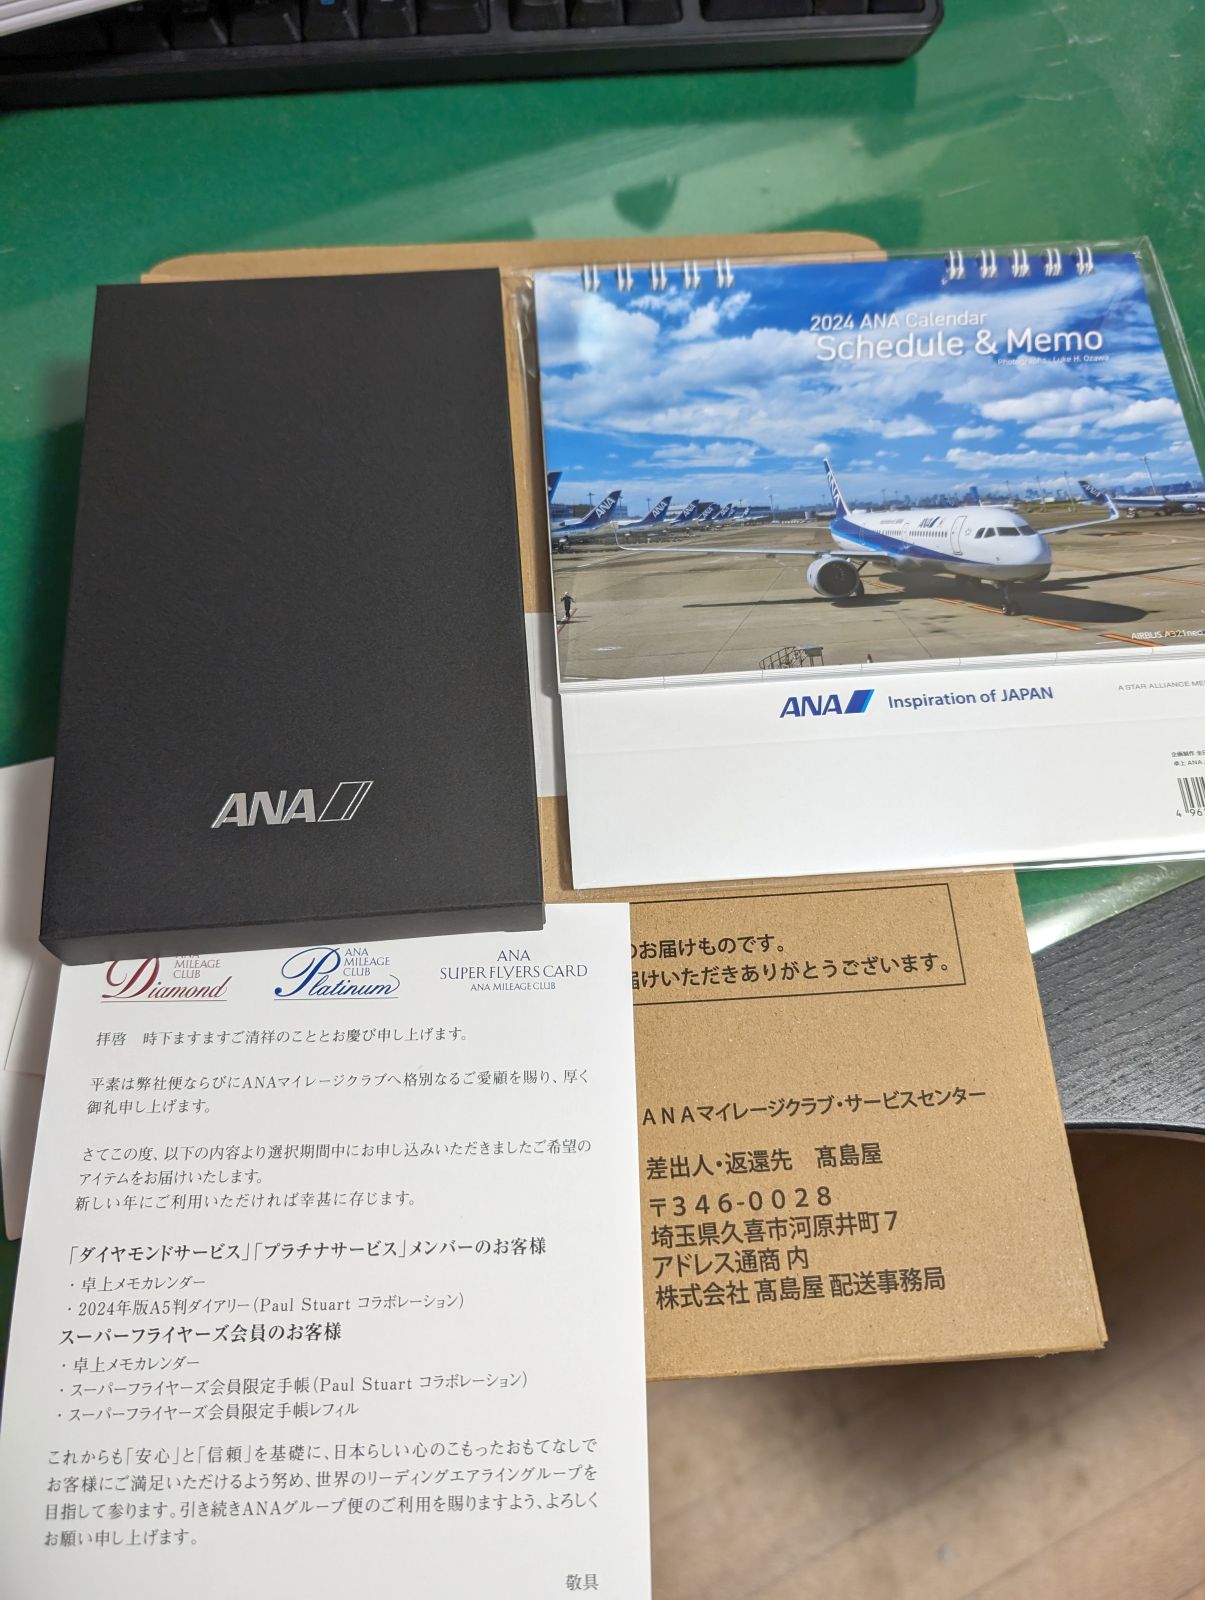 2024 ANA Calendar
Schedule & Memo
Photographs : Luke H. Ozawa
ANA
ANA
ANA
AIRBUS A321neo
ANA Inspiration of JAPAN
A STAR ALLIANCE
企画制作
卓上 ANA
4 96
ANA
ANA
MILEAGE
CLUB
Diamond
ANA
MILEAGE
CLUB
Platinum
ANA
SUPER FLYERS CARD
ANA MILEAGE CLUB
拝啓 時下ますますご清祥のこととお慶び申し上げます。
平素は弊社便ならびにANAマイレージクラブへ格別なるご愛顧を賜り、厚く
御礼申し上げます。
さてこの度、以下の内容より選択期間中にお申し込みいただきましたご希望の
アイテムをお届けいたします。
新しい年にご利用いただければ幸甚に存じます。
「ダイヤモンドサービス」「プラチナサービス」メンバーのお客様
・卓上メモカレンダー
・2024年版A5判ダイアリー（Paul Stuart コラボレーション）
スーパーフライヤーズ会員のお客様
・卓上メモカレンダー
・スーパーフライヤーズ会員限定手帳（Paul Stuart コラボレーション）
・スーパーフライヤーズ会員限定手帳レフィル
これからも「安心」と「信頼」を基礎に、日本らしい心のこもったおもてなしで
お客様にご満足いただけるよう努め、世界のリーディングエアライングループを
目指して参ります。引き続きANAグループ便のご利用を賜りますよう、よろしく
お願い申し上げます。
敬具
のお届けものです。
届けいただきありがとうございます。
ANAマイレージクラブ・サービスセンター
差出人・返還先 髙島屋
〒346-0028
埼玉県久喜市河原井町7
アドレス通商 内
株式会社 髙島屋 配送事務局